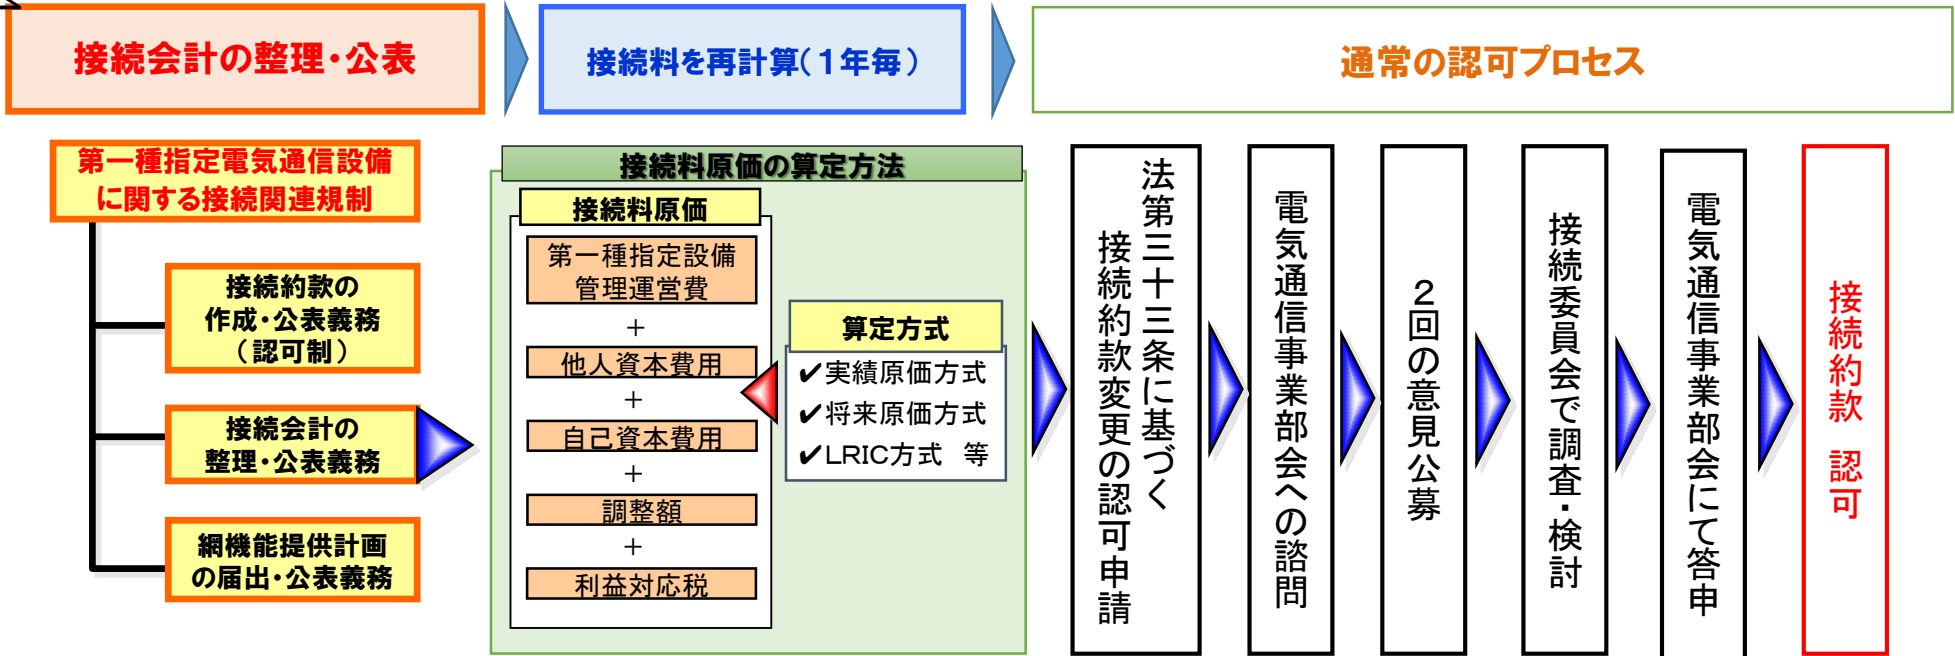 接続会計の整理・公表
接続料を再計算(1年毎)
通常の認可プロセス
第一種指定電気通信設備
に関する接続関連規制
接続約款の
作成・公表義務
(認可制)
接続会計の
整理・公表義務
網機能提供計画
の届出・公表義務
接続料原価の算定方法
接続料原価
第一種指定設備
管理運営費
+
他人資本費用
+
自己資本費用
+
調整額
+
利益対応税
算定方式
✔実績原価方式
✔将来原価方式
✔LRIC方式 等
法第三十三条に基づく
接続約款変更の認可申請
電気通信事業部会への諮問
2回の意見公募
接続委員会で調査・検討
電気通信事業部会にて答申
接続約款 認可